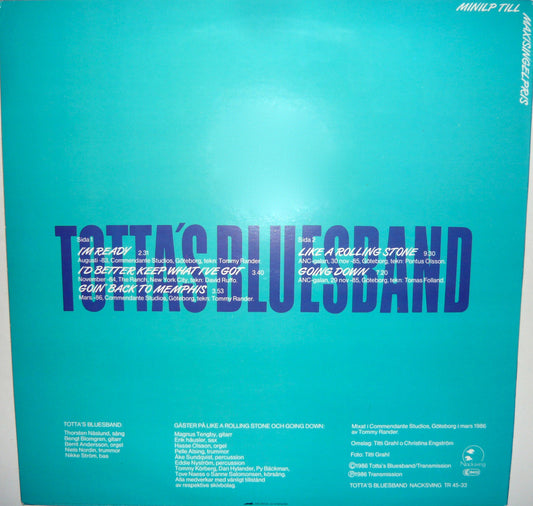 MINILP TILL
MAXISINGELPRIS
TOTTA'S BLUESBAND
Sida 1
I'M READY 2.31
Augusti -83, Commendante Studios, Göteborg, tekn: Tommy Rander.
I'D BETTER KEEP WHAT I'VE GOT 3.40
November -84, The Ranch, New York City, tekn: David Ruffo.
GOIN' BACK TO MEMPHIS 3.53
Mars -86, Commendante Studios, Göteborg, tekn: Tommy Rander.
Sida 2
LIKE A ROLLING STONE 9.30
ANC-galan, 30 nov -85, Göteborg, tekn: Pontus Olsson.
GOING DOWN 7.20
ANC-galan, 29 nov -85, Göteborg, tekn: Tomas Folland.
TOTTA'S BLUESBAND:
Thorsten Näslund, sång
Bengt Blomgren, gitarr
Bernt Andersson, orgel
Niels Nordin, trummor
Nikke Ström, bas
GÄSTER PÅ LIKE A ROLLING STONE OCH GOING DOWN:
Magnus Tengby, gitarr
Erik häusler, sax
Hasse Olsson, orgel
Pelle Alsing, trummor
Åke Sundqvist, percussion
Eddie Nyström, percussion
Tommy Körberg, Dan Hylander, Py Bäckman,
Tove Naess o Sanne Salakomonsen, körsång.
Alla medverkar med vänligt tillstånd
av respektive skivbolag.
Mixat i Commendante Studios, Göteborg i mars 1986
av Tommy Rander.
Omslag: Titti Grahl o Christina Engström
Foto: Titti Grahl
©1986 Totta's Bluesband/Transmission
℗1986 Transmission
TOTTA'S BLUESBAND NACKSVING TR 45-33
Nacksving